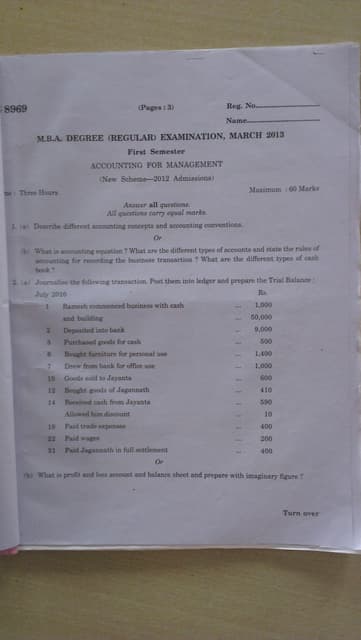 8969
(Pages : 3)
Reg. No.
Name
M.B.A. DEGREE (REGULAR) EXAMINATION, MARCH 2013
First Semester
ACCOUNTING FOR MANAGEMENT
(New Scheme—2012 Admissions)
: Three Hours
Maximum : 60 Marks
Answer all questions.
All questions carry equal marks.
1. (a) Describe different accounting concepts and accounting conventions.
Or
(b) What is accounting equation ? What are the different types of accounts and state the rules of
accounting for recording the business transaction ? What are the different types of cash
book ?
2. (a) Journalise the following transaction. Post them into ledger and prepare the Trial Balance :
July 2010 Rs.
1 Ramesh commenced business with cash ... 1,000
and building ... 50,000
2 Deposited into bank ... 9,000
3 Purchased goods for cash ... 500
6 Bought furniture for personal use ... 1,400
7 Drew from bank for office use ... 1,000
10 Goods sold to Jayanta ... 600
12 Bought goods of Jagannath ... 410
14 Received cash from Jayanta ... 590
Allowed him discount ... 10
19 Paid trade expenses ... 400
22 Paid wages ... 200
31 Paid Jagannath in full settlement ... 400
Or
(b) What is profit and loss account and balance sheet and prepare with imaginary figure ?
Turn over